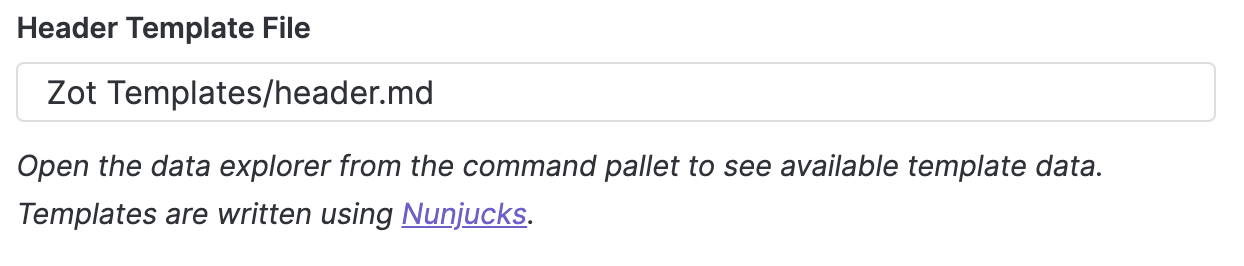 Header Template File
Zot Templates/header.md
Open the data explorer from the command pallet to see available template data.
Templates are written using Nunjucks.